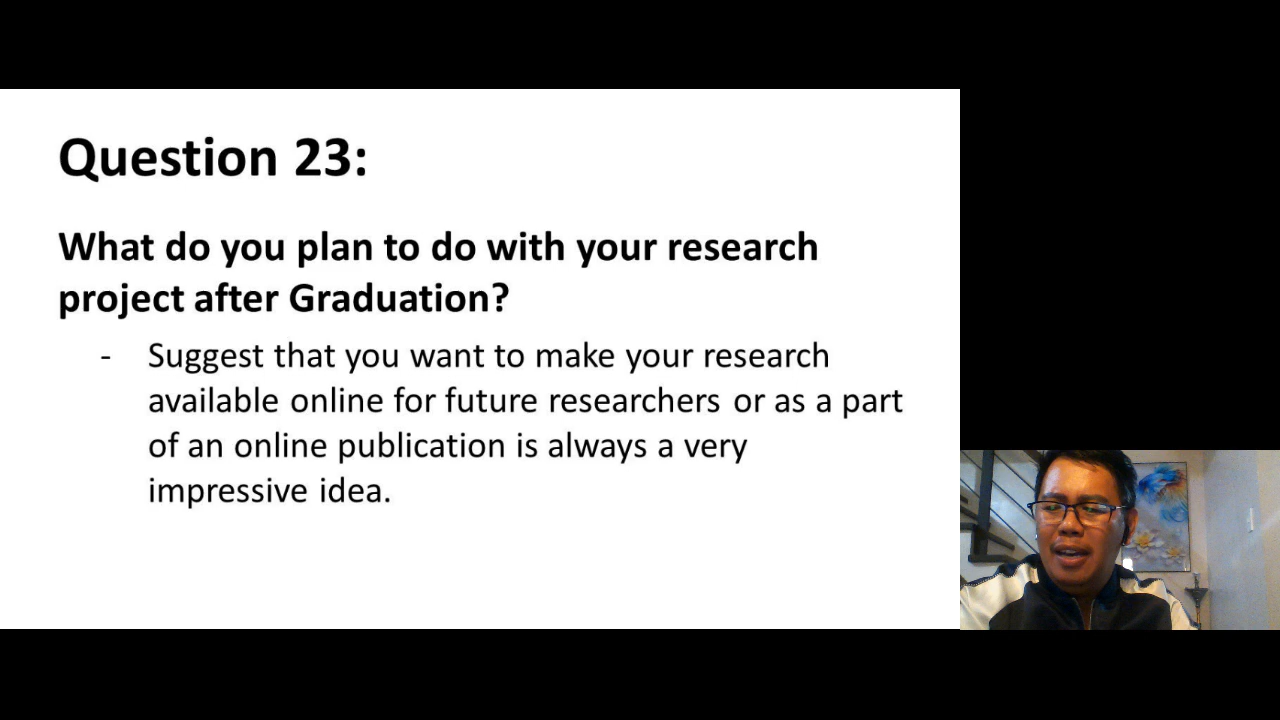 Question 23:
What do you plan to do with your research
project after Graduation?
- Suggest that you want to make your research
available online for future researchers or as a part
of an online publication is always a very
impressive idea.